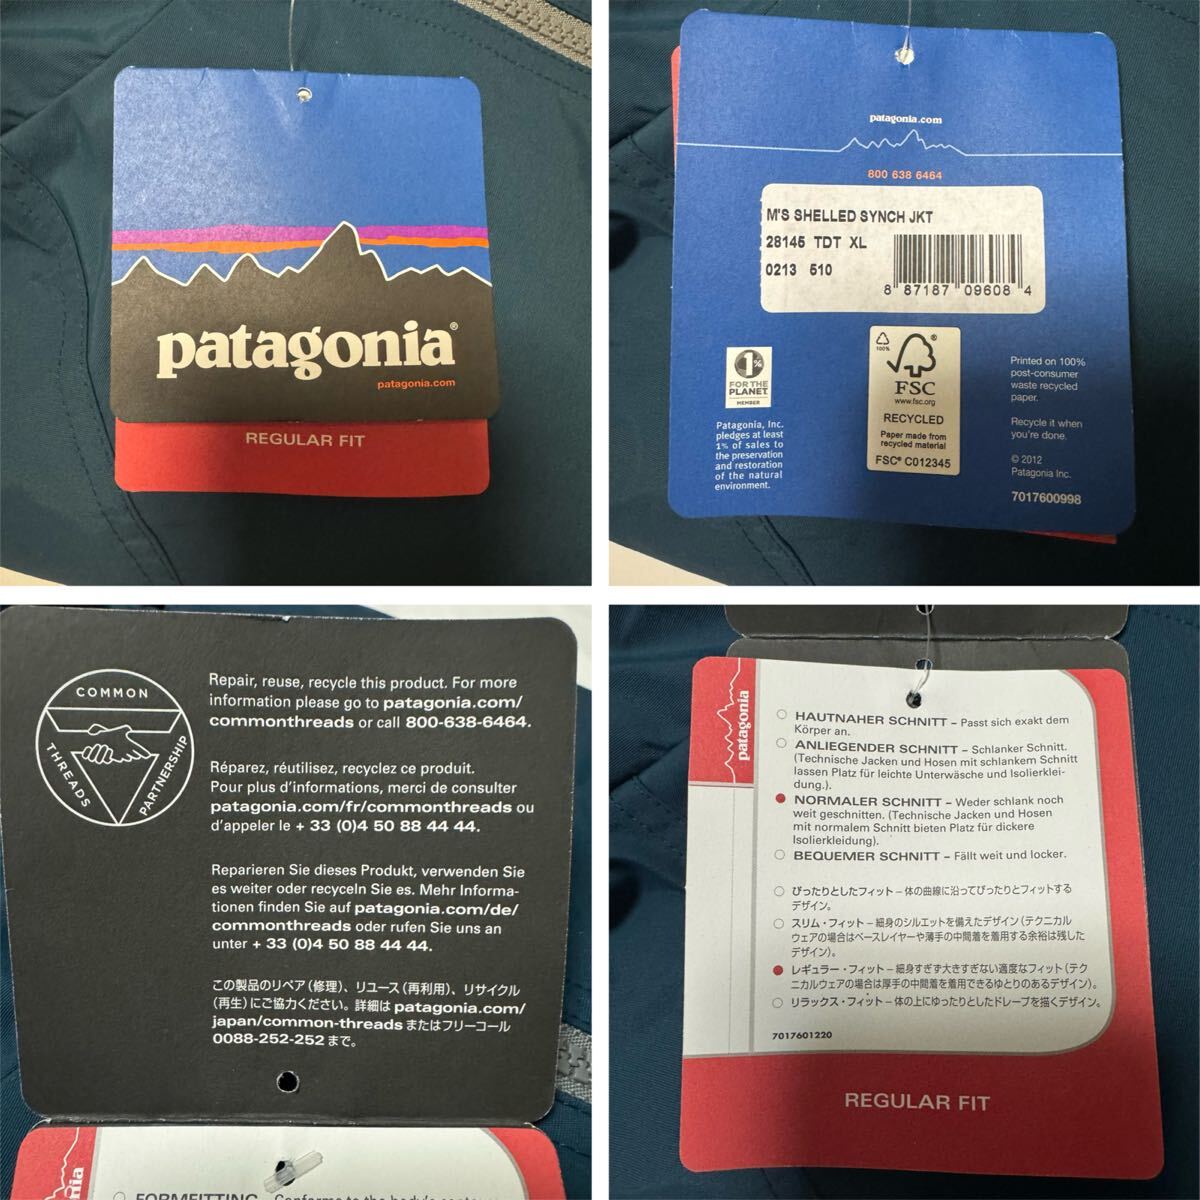 patagonia®
patagonia.com
REGULAR FIT
patagonia.com
800 638 6464
M'S SHELLED SYNCH JKT
28145 TDT XL
0213 510
8 87187 09608 4
1%
FOR THE
PLANET
MEMBER
Patagonia, Inc.
pledges at least
1% of sales to
the preservation
and restoration
of the natural
environment.
100%
FSC
www.fsc.org
RECYCLED
Paper made from
recycled material
FSC® C012345
Printed on 100%
post-consumer
waste recycled
paper.
Recycle it when
you're done.
© 2012
Patagonia Inc.
7017600998
COMMON
THREADS
PARTNERSHIP
Repair, reuse, recycle this product. For more
information please go to patagonia.com/
commonthreads or call 800-638-6464.
Réparez, réutilisez, recyclez ce produit.
Pour plus d'informations, merci de consulter
patagonia.com/fr/commonthreads ou
d'appeler le + 33 (0)4 50 88 44 44.
Reparieren Sie dieses Produkt, verwenden Sie
es weiter oder recyceln Sie es. Mehr Informa-
tionen finden Sie auf patagonia.com/de/
commonthreads oder rufen Sie uns an
unter + 33 (0)4 50 88 44 44.
この製品のリペア(修理)、リユース(再利用)、リサイクル
(再生)にご協力ください。詳細は patagonia.com/
japan/common-threads またはフリーコール
0088-252-252 まで。
FORMFITTING – Conforms to the body's contours
patagonia
HAUTNAHER SCHNITT – Passt sich exakt dem
Körper an.
ANLIEGENDER SCHNITT – Schlanker Schnitt.
(Technische Jacken und Hosen mit schlankem Schnitt
lassen Platz für leichte Unterwäsche und Isolierklei-
dung.).
NORMALER SCHNITT – Weder schlank noch
weit geschnitten. (Technische Jacken und Hosen
mit normalem Schnitt bieten Platz für dickere
Isolierkleidung).
BEQUEMER SCHNITT – Fällt weit und locker.
ぴったりとしたフィット – 体の曲線に沿ってぴったりとフィットする
デザイン。
スリム・フィット – 細身のシルエットを備えたデザイン(テクニカル
ウェアの場合はベースレイヤーや薄手の中間着を着用する余裕は残した
デザイン)。
レギュラー・フィット – 細身すぎず大きすぎない適度なフィット(テク
ニカルウェアの場合は厚手の中間着を着用できるゆとりのあるデザイン)。
リラックス・フィット – 体の上にゆったりとしたドレープを描くデザイン。
7017601220
REGULAR FIT